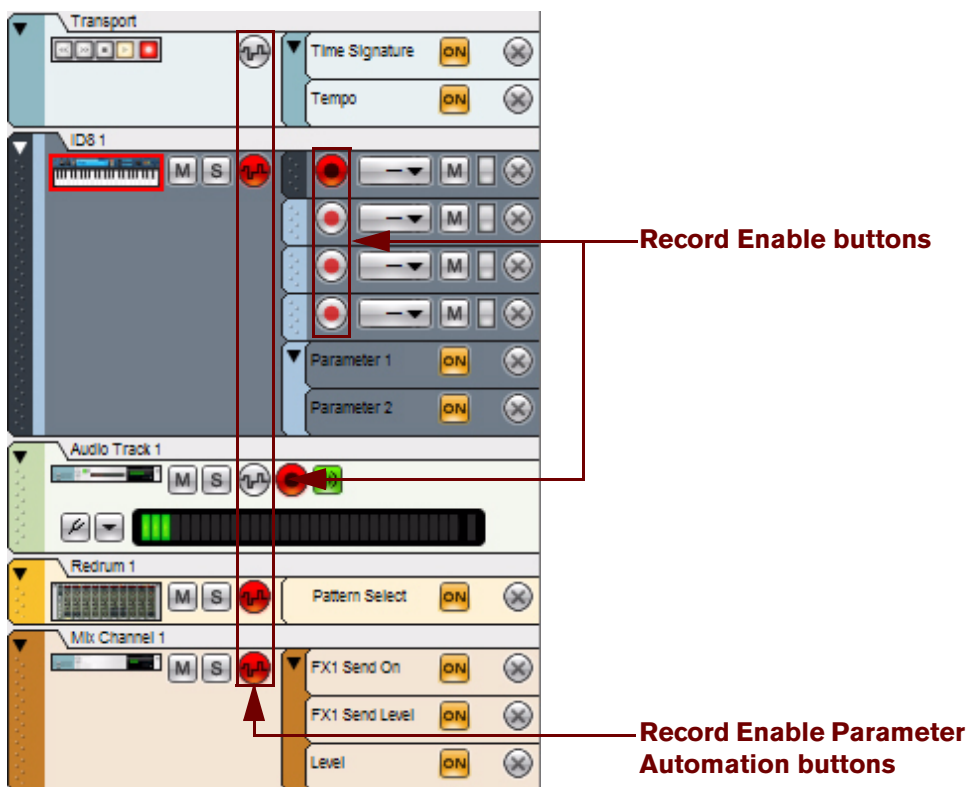 Transport
Time Signature ON
Tempo ON
ID8 1
M S M
M
M
M
Parameter 1 ON
Parameter 2 ON
Record Enable buttons
Audio Track 1
M S
Redrum 1
M S Pattern Select ON
Mix Channel 1
M S FX1 Send On ON
FX1 Send Level ON
Level ON
Record Enable Parameter
Automation buttons